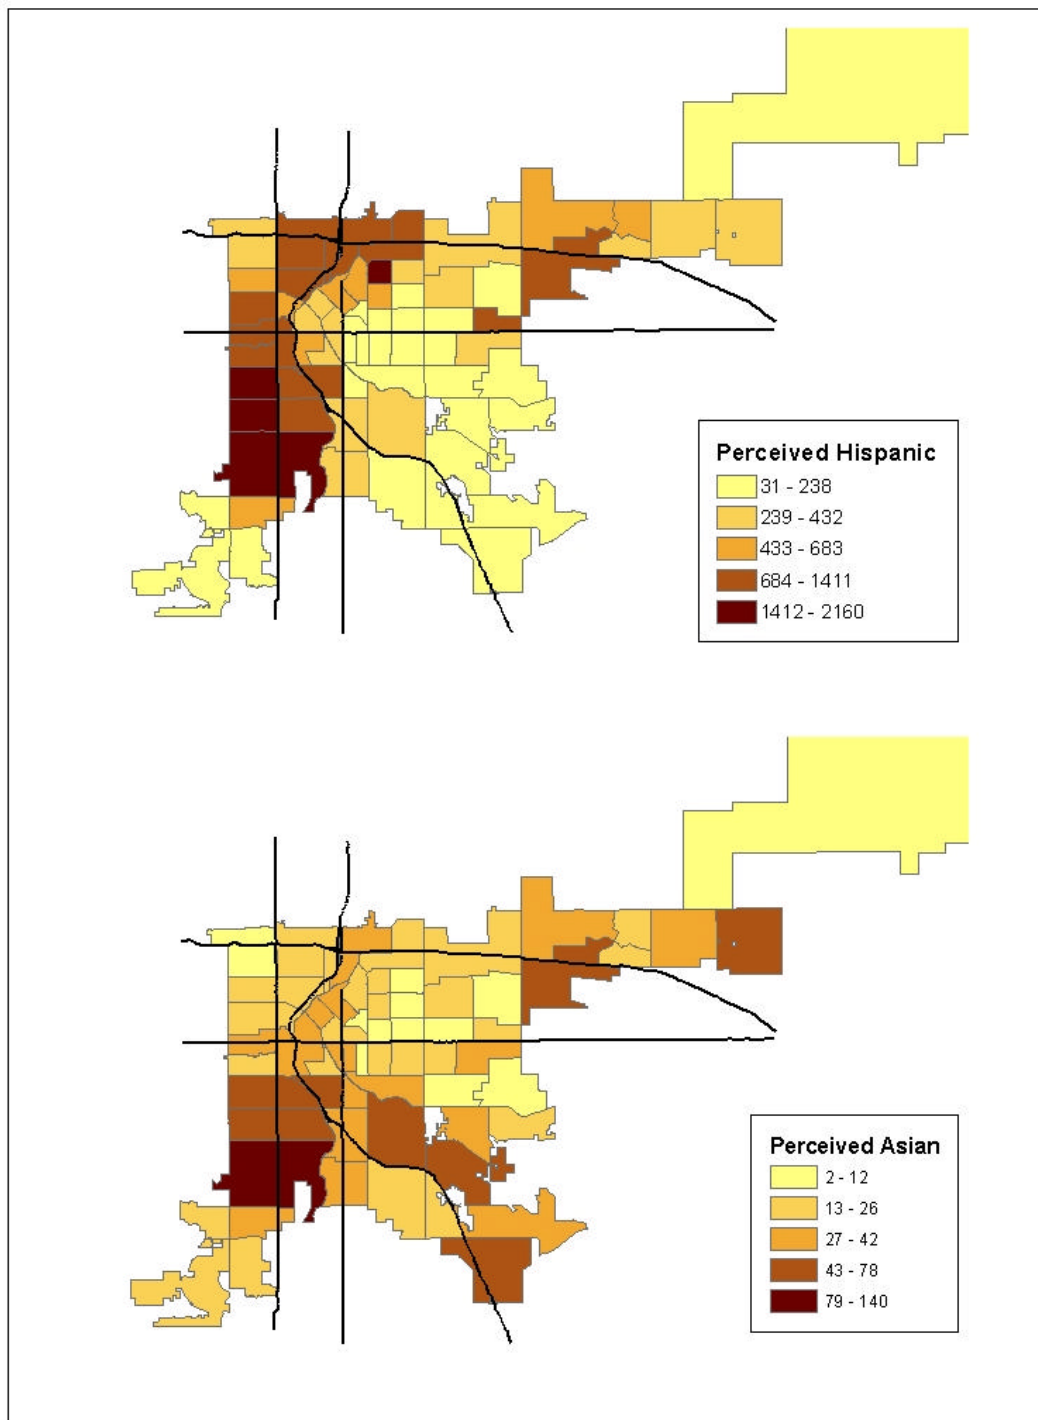 Perceived Hispanic
31 - 238
239 - 432
433 - 683
684 - 1411
1412 - 2160
Perceived Asian
2 - 12
13 - 26
27 - 42
43 - 78
79 - 140